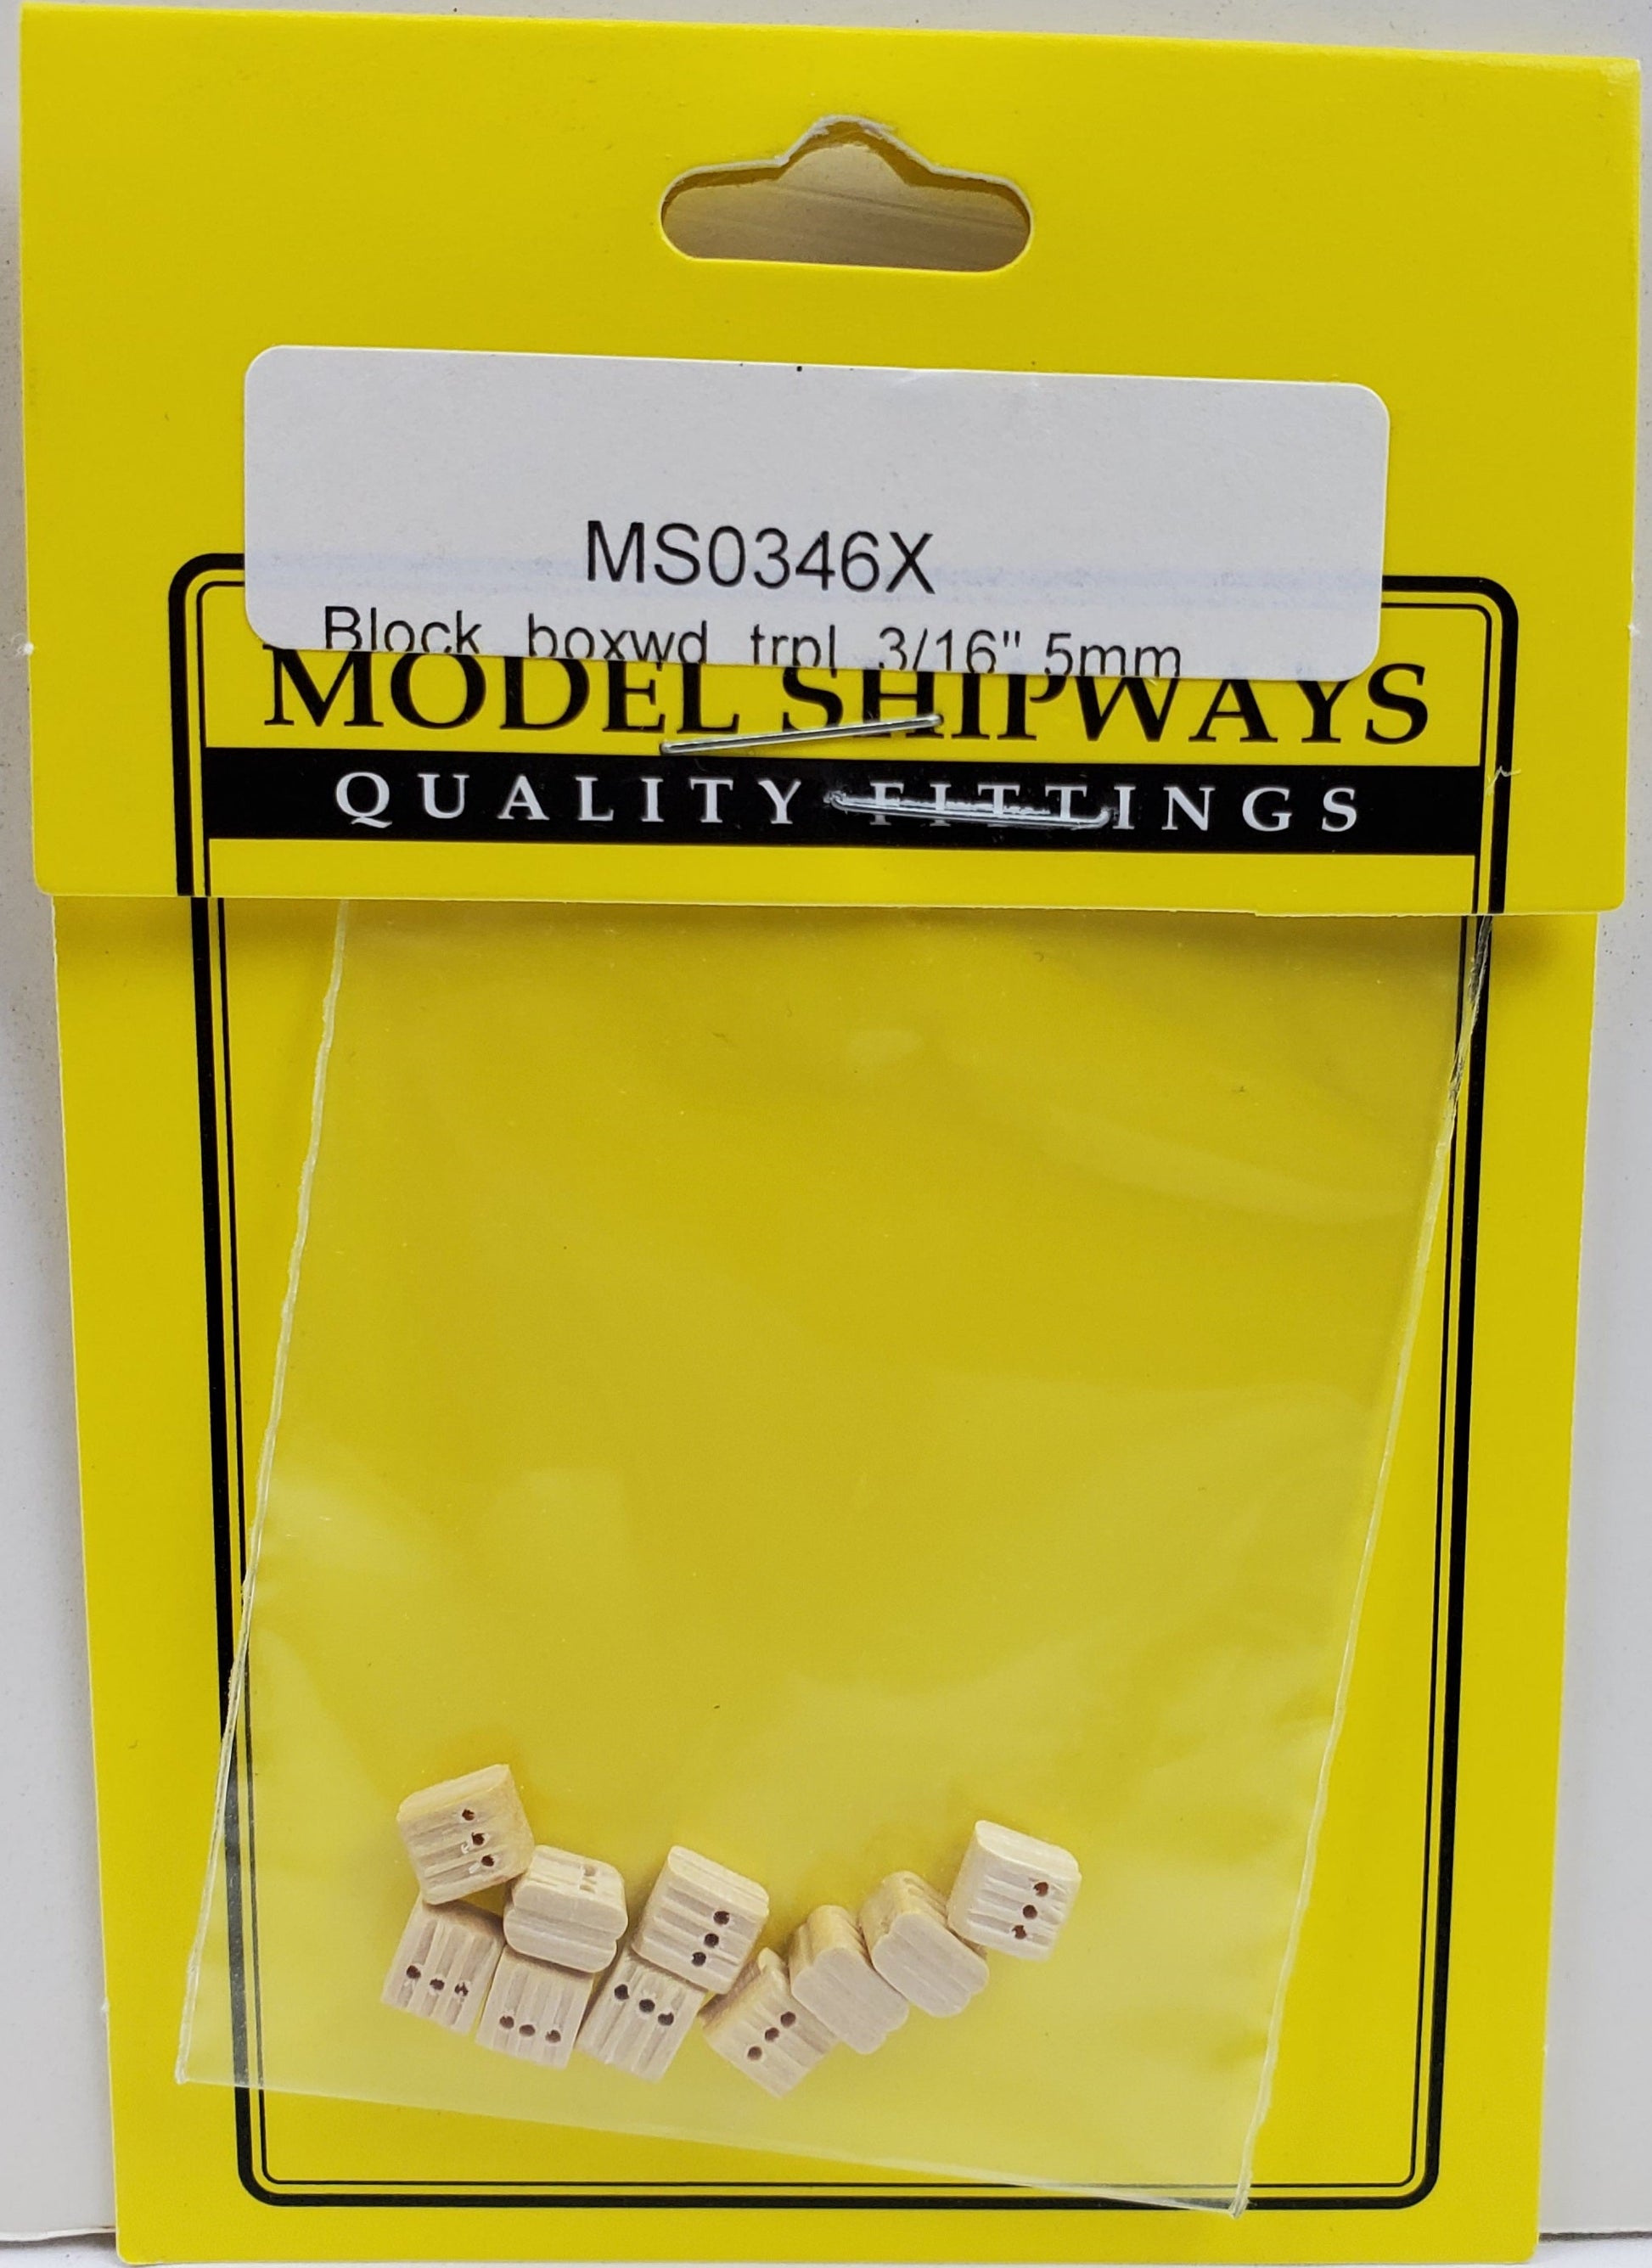 MS0346X
Block boxwd trpl 3/16" 5mm
MODEL SHIPWAYS
QUALITY FITTINGS